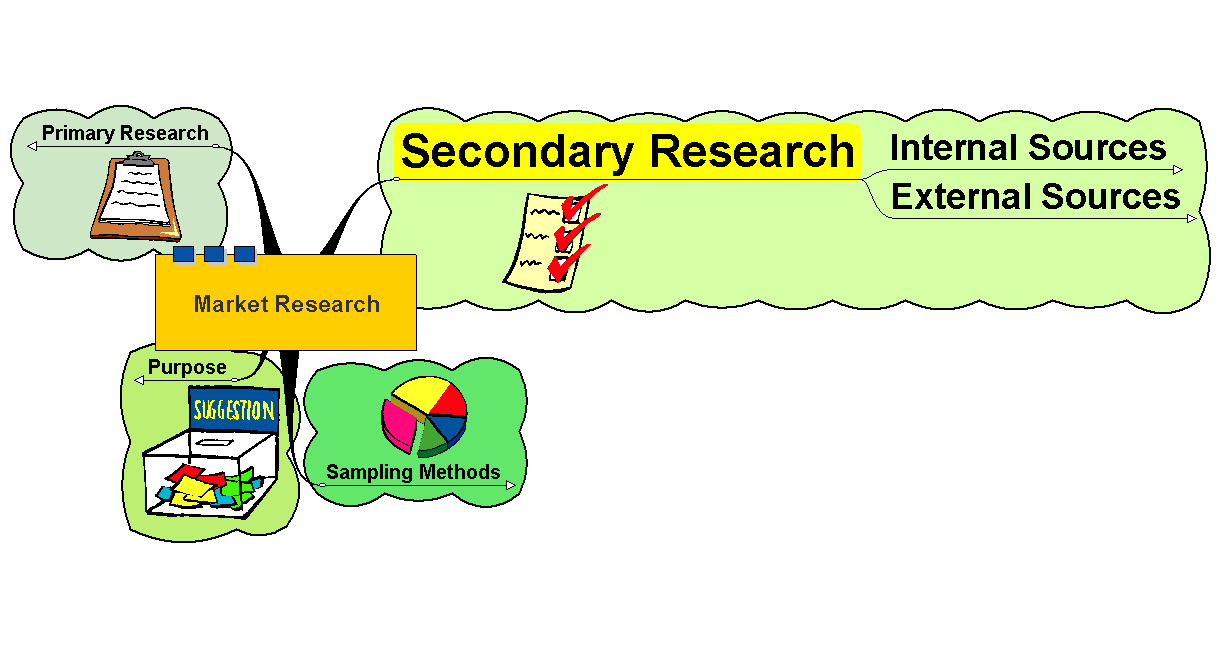 Primary Research
Secondary Research
Internal Sources
External Sources
Market Research
Purpose
SUGGESTION
Sampling Methods